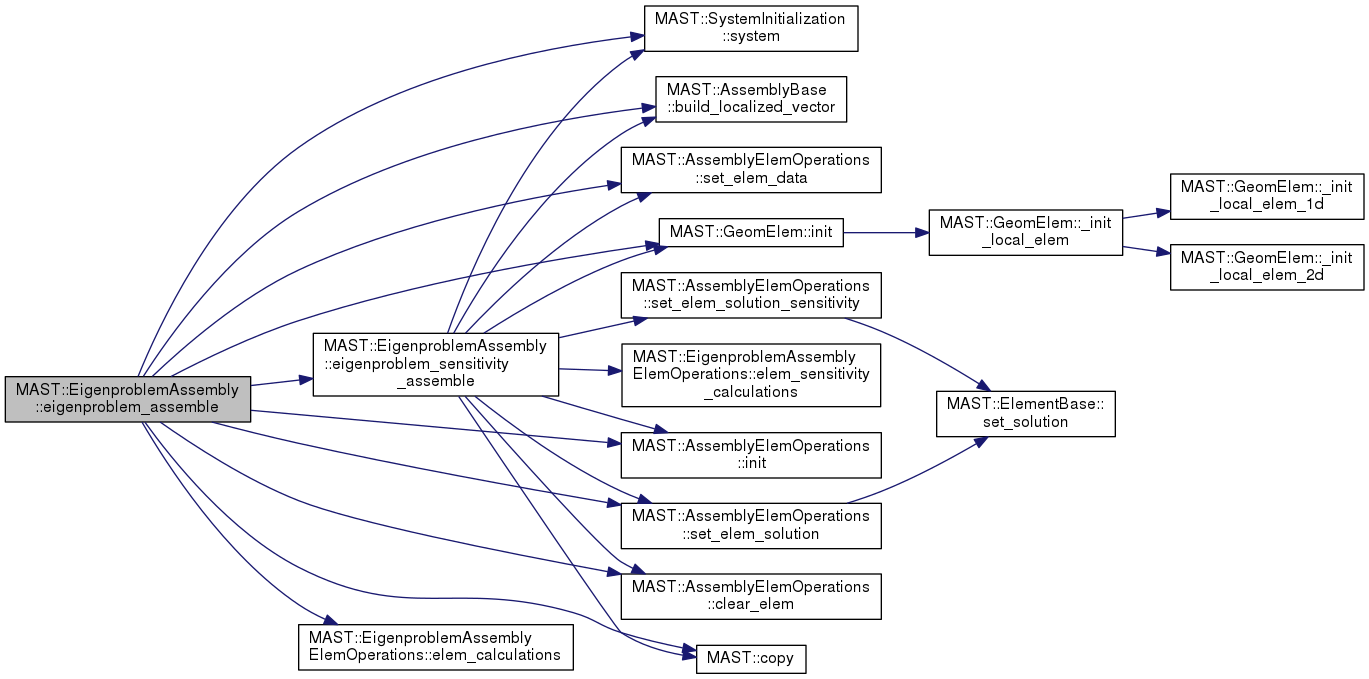 MAST::EigenproblemAssembly
::eigenproblem_assemble
MAST::EigenproblemAssembly
::eigenproblem_sensitivity
_assemble
MAST::EigenproblemAssembly
ElemOperations::elem_calculations
MAST::SystemInitialization
::system
MAST::AssemblyBase
::build_localized_vector
MAST::AssemblyElemOperations
::set_elem_data
MAST::GeomElem::init
MAST::AssemblyElemOperations
::set_elem_solution_sensitivity
MAST::EigenproblemAssembly
ElemOperations::elem_sensitivity
_calculations
MAST::AssemblyElemOperations
::init
MAST::AssemblyElemOperations
::set_elem_solution
MAST::AssemblyElemOperations
::clear_elem
MAST::copy
MAST::GeomElem::_init
_local_elem
MAST::ElementBase::
set_solution
MAST::GeomElem::_init
_local_elem_1d
MAST::GeomElem::_init
_local_elem_2d